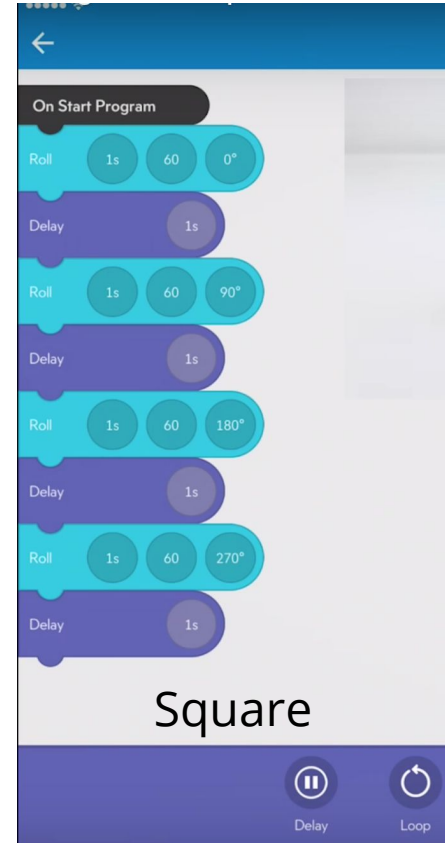 On Start Program
Roll 1s 60 0°
Delay 1s
Roll 1s 60 90°
Delay 1s
Roll 1s 60 180°
Delay 1s
Roll 1s 60 270°
Delay 1s
Square
Delay Loop